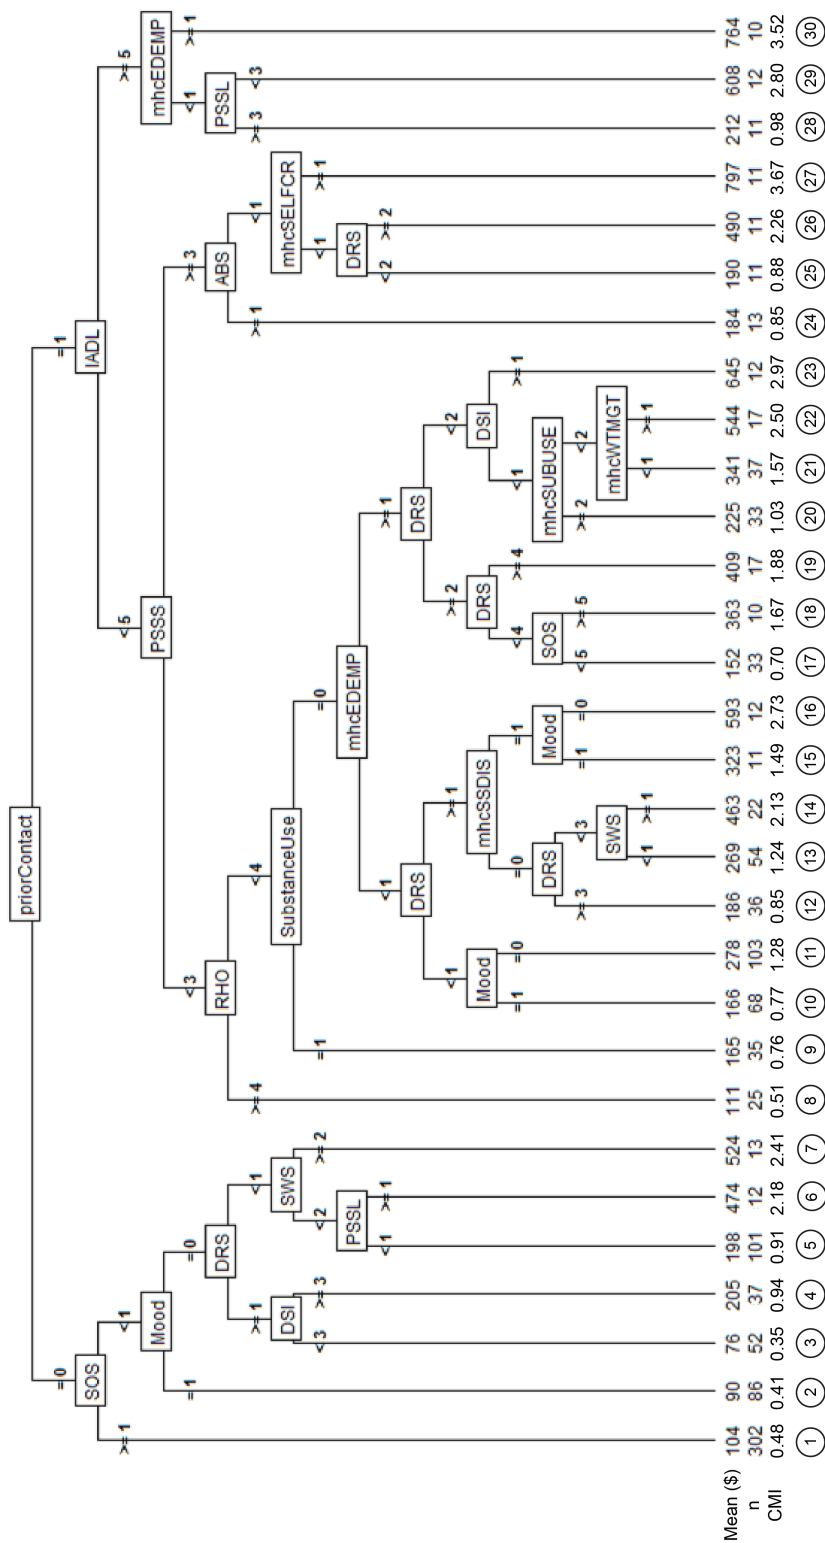 priorContact
= 0
= 1
SOS
IADL
>= 1
< 1
< 5
>= 5
Mood
PSSS
mhcEDEMP
= 1
= 0
< 3
>= 3
< 1
>= 1
DRS
RHO
ABS
PSSL
>= 1
< 1
>= 4
< 4
>= 1
< 1
>= 3
< 3
DSI
SWS
SubstanceUse
mhcSELFCR
< 3
>= 3
< 2
>= 2
= 1
= 0
< 1
>= 1
PSSL
mhcEDEMP
DRS
< 1
>= 1
< 1
>= 1
< 2
>= 2
DRS
DRS
< 1
>= 1
>= 2
< 2
Mood
mhcSSDIS
DRS
DSI
= 1
= 0
= 0
= 1
< 4
>= 4
< 1
>= 1
DRS
Mood
SOS
mhcSUBUSE
>= 3
< 3
= 1
= 0
< 5
>= 5
>= 2
< 2
SWS
mhcWTMGT
< 1
>= 1
< 1
>= 1
Mean ($) 104 90 76 205 198 474 524 111 165 166 278 186 269 463 323 593 152 363 409 225 341 544 645 184 190 490 797 212 608 764
n 302 86 52 37 101 12 13 25 35 68 103 36 54 22 11 12 33 10 17 33 37 17 12 13 11 11 11 11 12 10
CMI 0.48 0.41 0.35 0.94 0.91 2.18 2.41 0.51 0.76 0.77 1.28 0.85 1.24 2.13 1.49 2.73 0.70 1.67 1.88 1.03 1.57 2.50 2.97 0.85 0.88 2.26 3.67 0.98 2.80 3.52
1 2 3 4 5 6 7 8 9 10 11 12 13 14 15 16 17 18 19 20 21 22 23 24 25 26 27 28 29 30